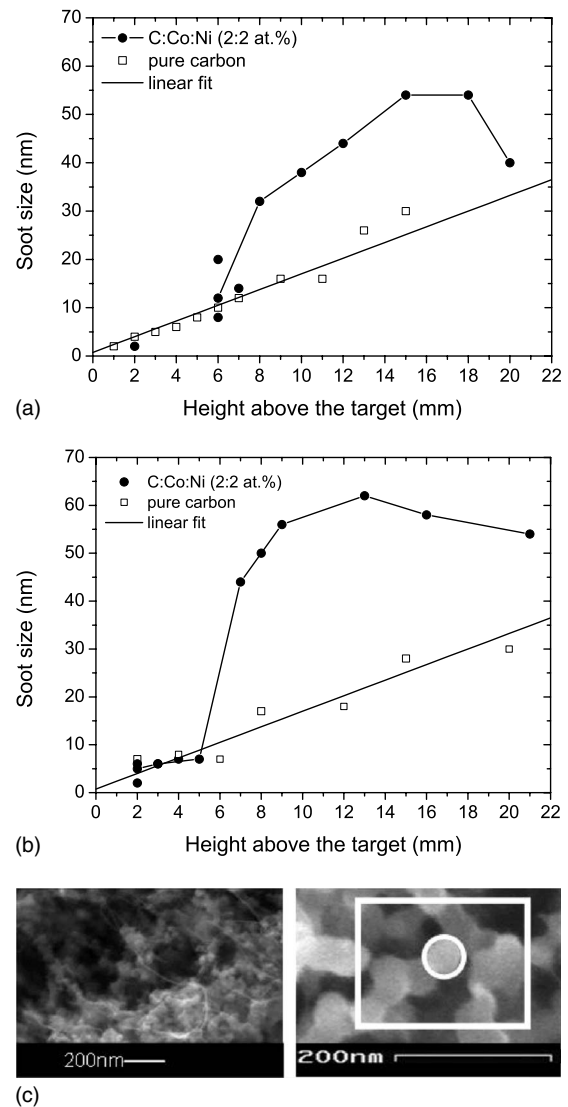 70
60
50
40
30
20
10
0
Soot size (nm)
C:Co:Ni (2:2 at.%)
pure carbon
linear fit
0 2 4 6 8 10 12 14 16 18 20 22
(a)
Height above the target (mm)
70
60
50
40
30
20
10
0
Soot size (nm)
C:Co:Ni (2:2 at.%)
pure carbon
linear fit
0 2 4 6 8 10 12 14 16 18 20 22
(b)
Height above the target (mm)
200nm
200nm
(c)